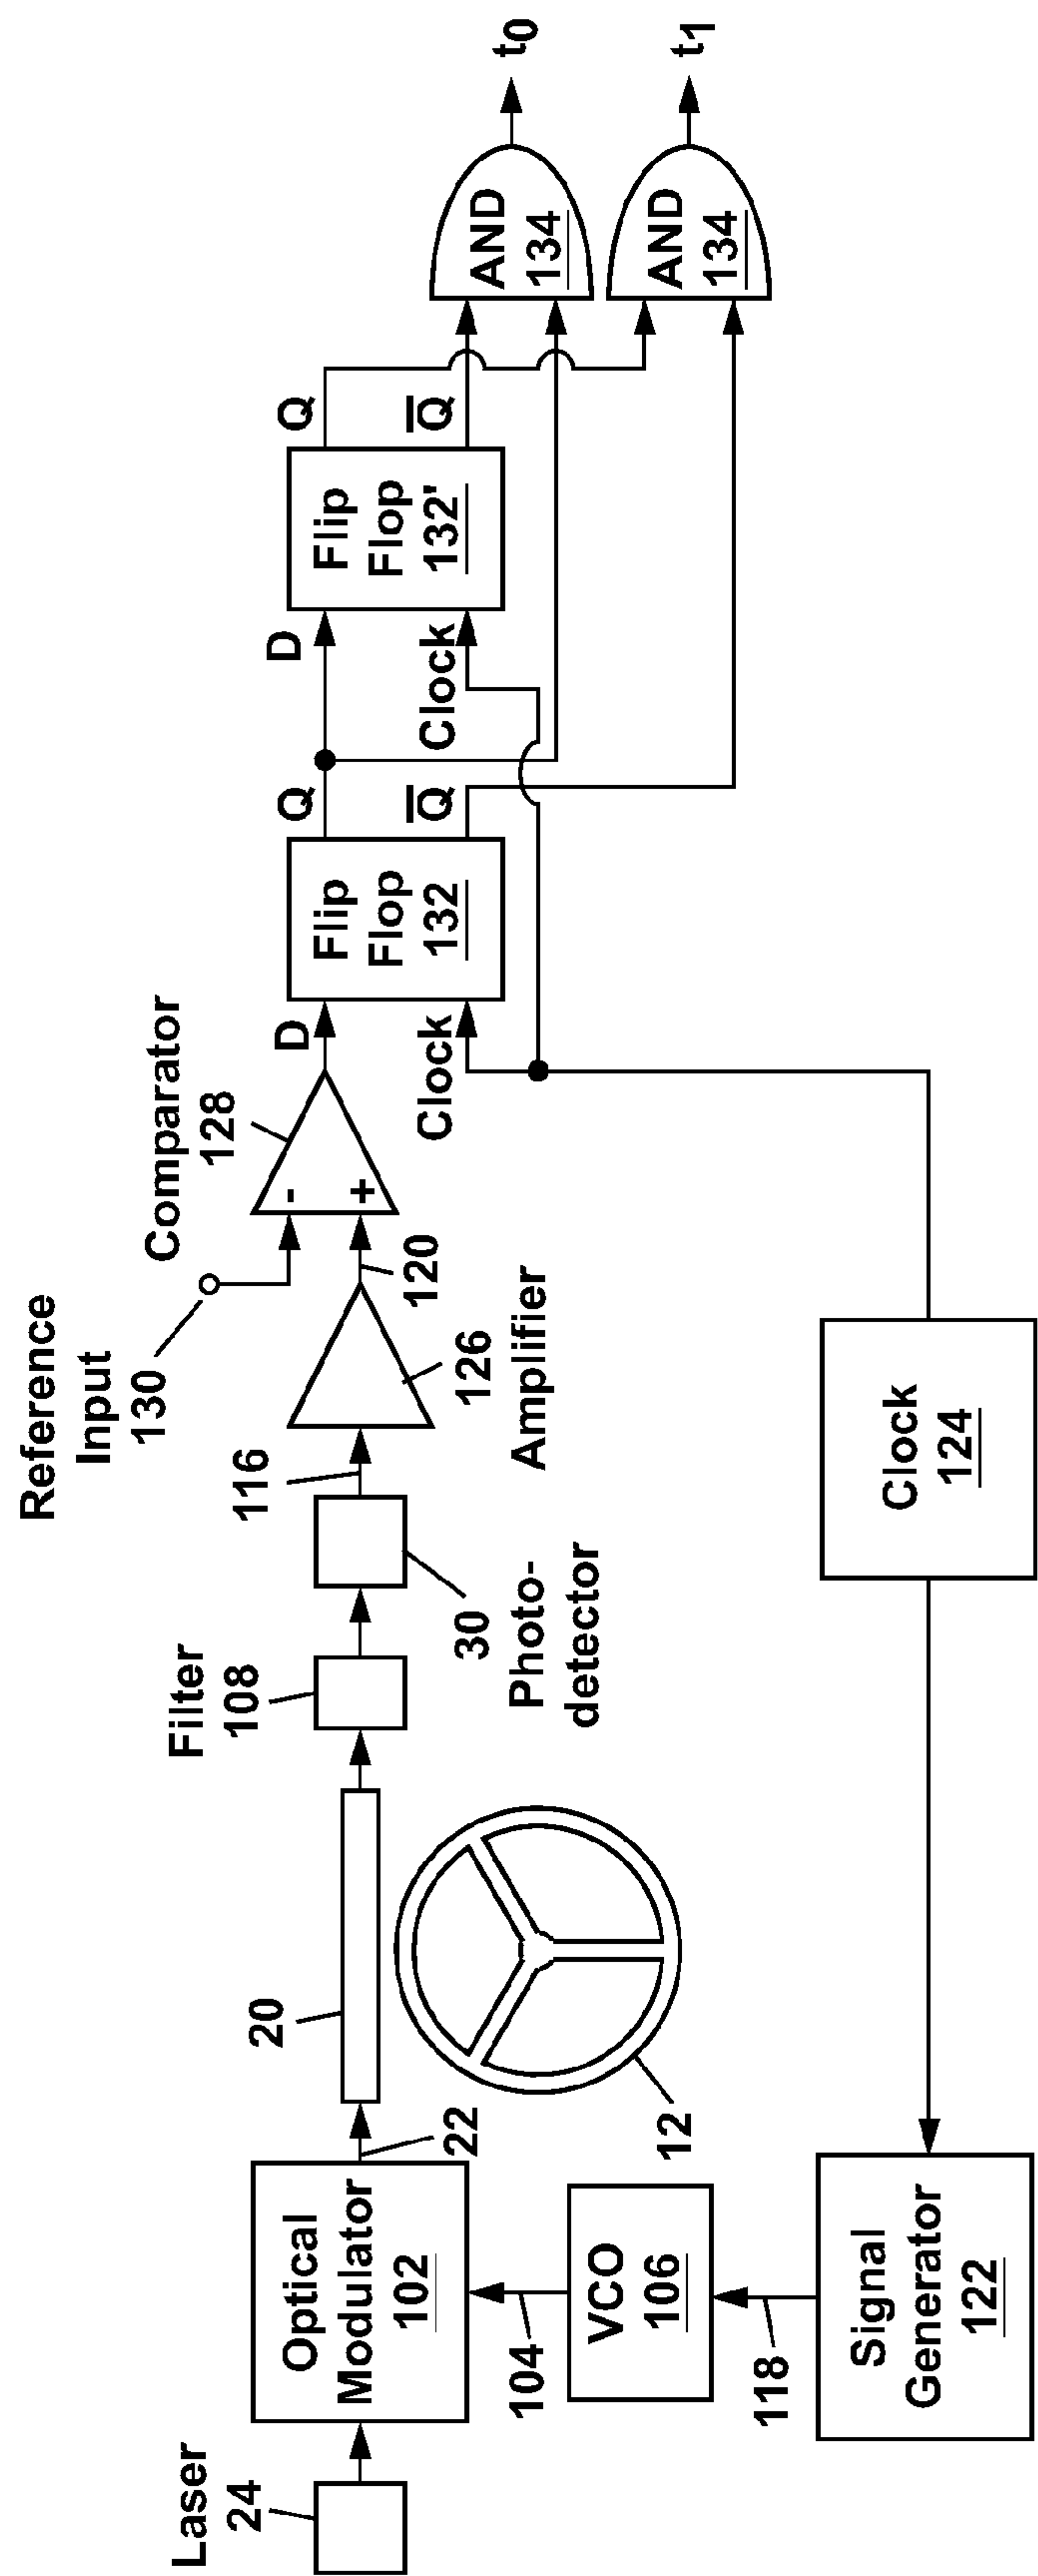 Laser
24
Optical
Modulator
102
22
20
12
104
VCO
106
118
Signal
Generator
122
Filter
108
30
Photo-
detector
116
126
Amplifier
120
Reference
Input
130
Comparator
128
-
+
D
Clock
Flip
Flop
132
Q
Q̅
D
Clock
Flip
Flop
132'
Q
Q̅
Clock
124
AND
134
t0
AND
134
t1